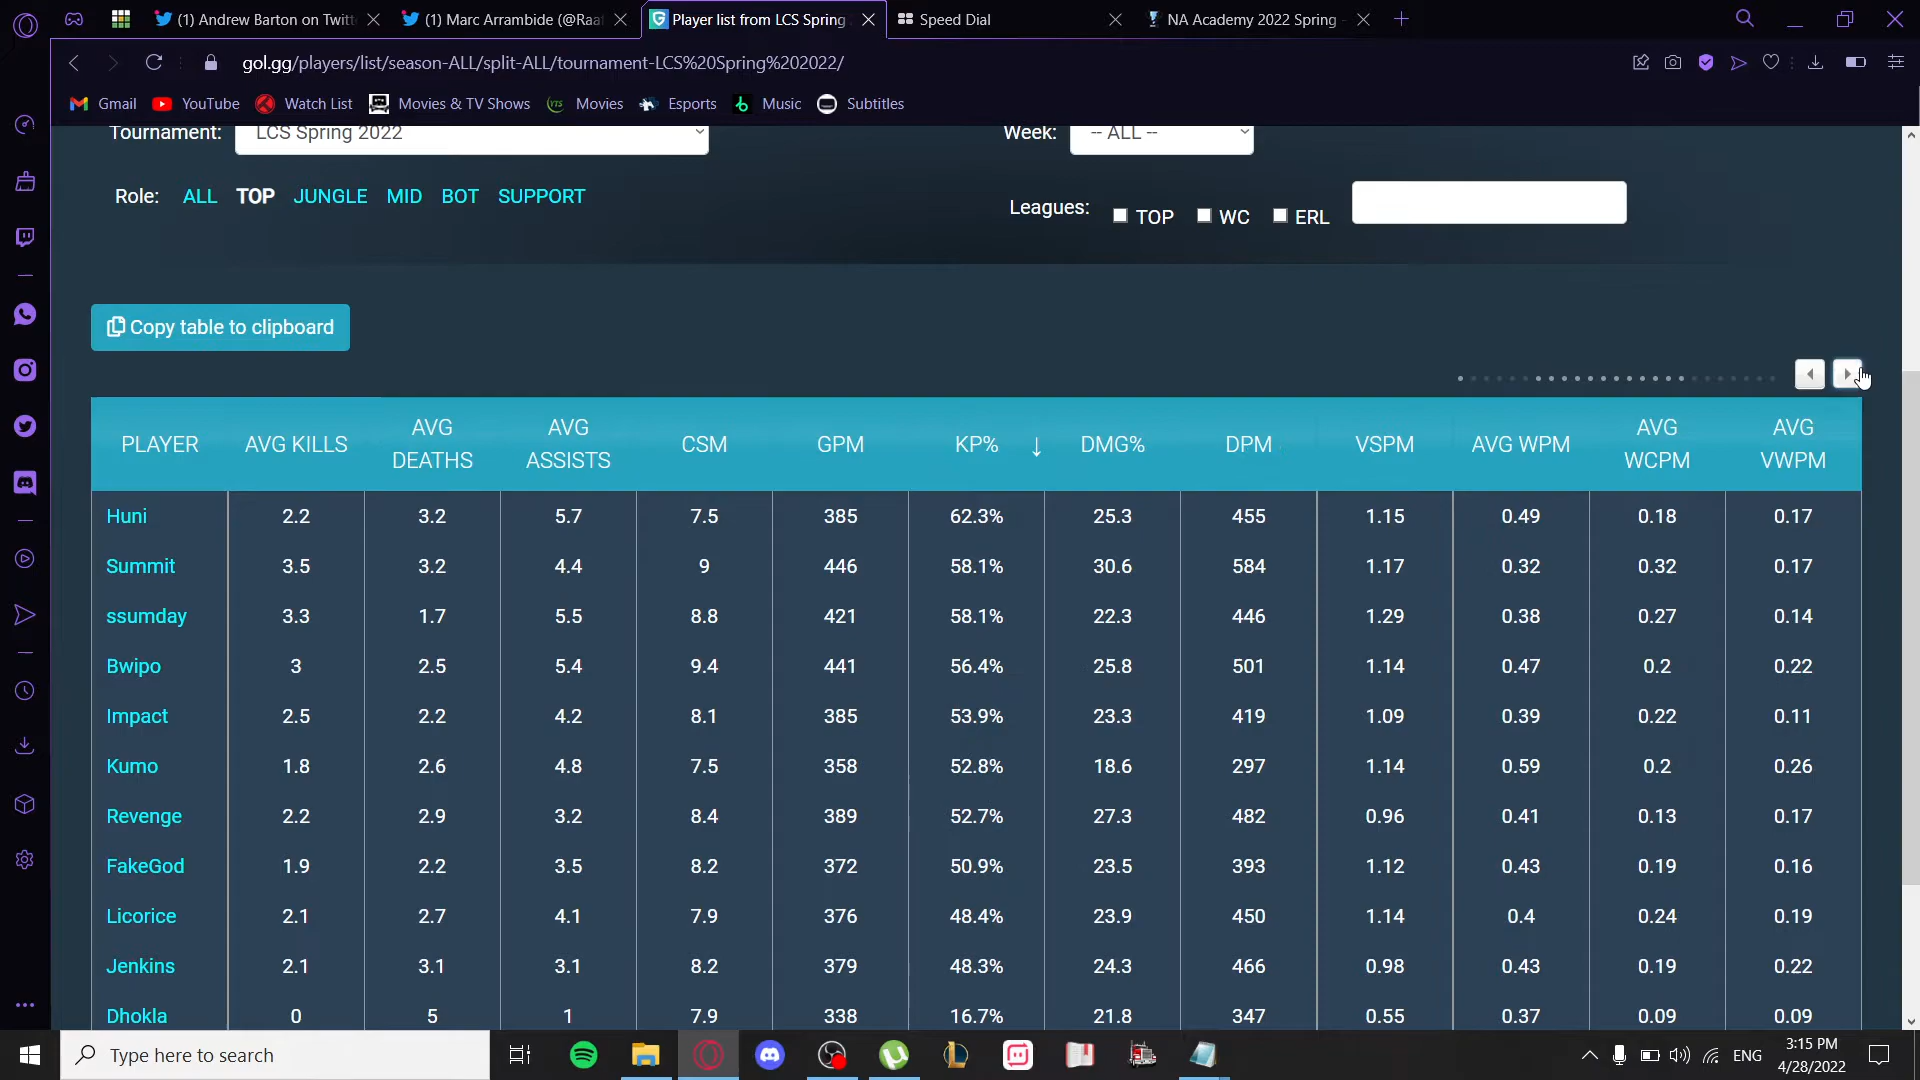 (1) Andrew Barton on Twitt
(1) Marc Arrambide (@Raa
Player list from LCS Spring
Speed Dial
NA Academy 2022 Spring
gol.gg/players/list/season-ALL/split-ALL/tournament-LCS%20Spring%202022/
Gmail YouTube Watch List Movies & TV Shows Movies Esports Music Subtitles
Tournament: LCS Spring 2022 Week: -- ALL --
Role: ALL TOP JUNGLE MID BOT SUPPORT
Leagues: TOP WC ERL
Copy table to clipboard
PLAYER AVG KILLS AVG DEATHS AVG ASSISTS CSM GPM KP% ↓ DMG% DPM VSPM AVG WPM AVG WCPM AVG VWPM
Huni 2.2 3.2 5.7 7.5 385 62.3% 25.3 455 1.15 0.49 0.18 0.17
Summit 3.5 3.2 4.4 9 446 58.1% 30.6 584 1.17 0.32 0.32 0.17
ssumday 3.3 1.7 5.5 8.8 421 58.1% 22.3 446 1.29 0.38 0.27 0.14
Bwipo 3 2.5 5.4 9.4 441 56.4% 25.8 501 1.14 0.47 0.2 0.22
Impact 2.5 2.2 4.2 8.1 385 53.9% 23.3 419 1.09 0.39 0.22 0.11
Kumo 1.8 2.6 4.8 7.5 358 52.8% 18.6 297 1.14 0.59 0.2 0.26
Revenge 2.2 2.9 3.2 8.4 389 52.7% 27.3 482 0.96 0.41 0.13 0.17
FakeGod 1.9 2.2 3.5 8.2 372 50.9% 23.5 393 1.12 0.43 0.19 0.16
Licorice 2.1 2.7 4.1 7.9 376 48.4% 23.9 450 1.14 0.4 0.24 0.19
Jenkins 2.1 3.1 3.1 8.2 379 48.3% 24.3 466 0.98 0.43 0.19 0.22
Dhokla 0 5 1 7.9 338 16.7% 21.8 347 0.55 0.37 0.09 0.09
Type here to search
ENG
3:15 PM
4/28/2022